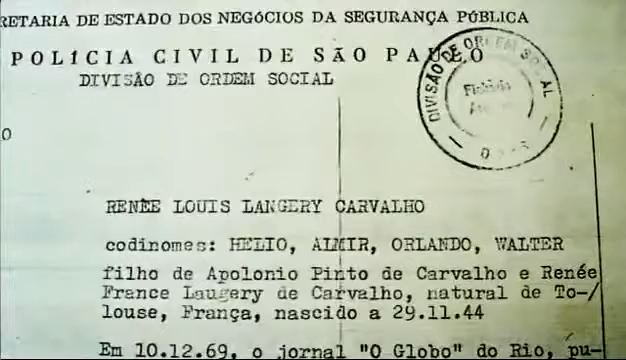 RETARIA DE ESTADO DOS NEGÓCIOS DA SEGURANÇA PÚBLICA
POLÍCIA CIVIL DE SÃO PAULO
DIVISÃO DE ORDEM SOCIAL
DIVISÃO DE ORDEM SOCIAL
O
RENÊE LOUIS LANGERY CARVALHO
codinomes: HELIO, ALMIR, ORLANDO, WALTER
filho de Apolonio Pinto de Carvalho e Renée
France Laugery de Carvalho, natural de To-/
louse, França, nascido a 29.11.44
Em 10.12.69, o jornal "O Globo" do Rio, pu-